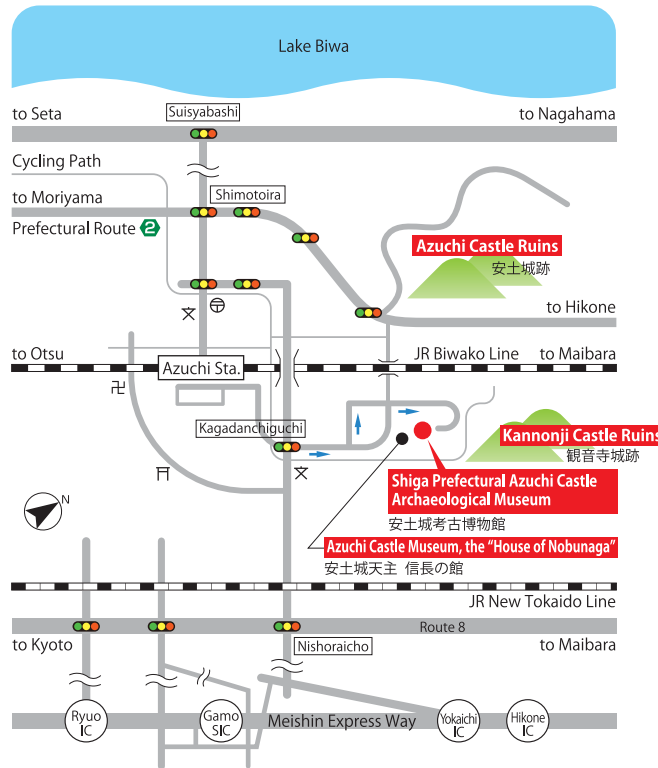 Lake Biwa
Suisyabashi
to Seta
to Nagahama
Cycling Path
to Moriyama
Shimotoira
Prefectural Route 2
Azuchi Castle Ruins
安土城跡
文
to Hikone
to Otsu
Azuchi Sta.
JR Biwako Line
to Maibara
卍
Kagadanchiguchi
Kannonji Castle Ruins
観音寺城跡
文
Shiga Prefectural Azuchi Castle
Archaeological Museum
安土城考古博物館
N
Azuchi Castle Museum, the “House of Nobunaga”
安土城天主 信長の館
JR New Tokaido Line
Route 8
to Kyoto
Nishoraicho
to Maibara
Ryuo
IC
Gamo
SIC
Meishin Express Way
Yokaichi
IC
Hikone
IC